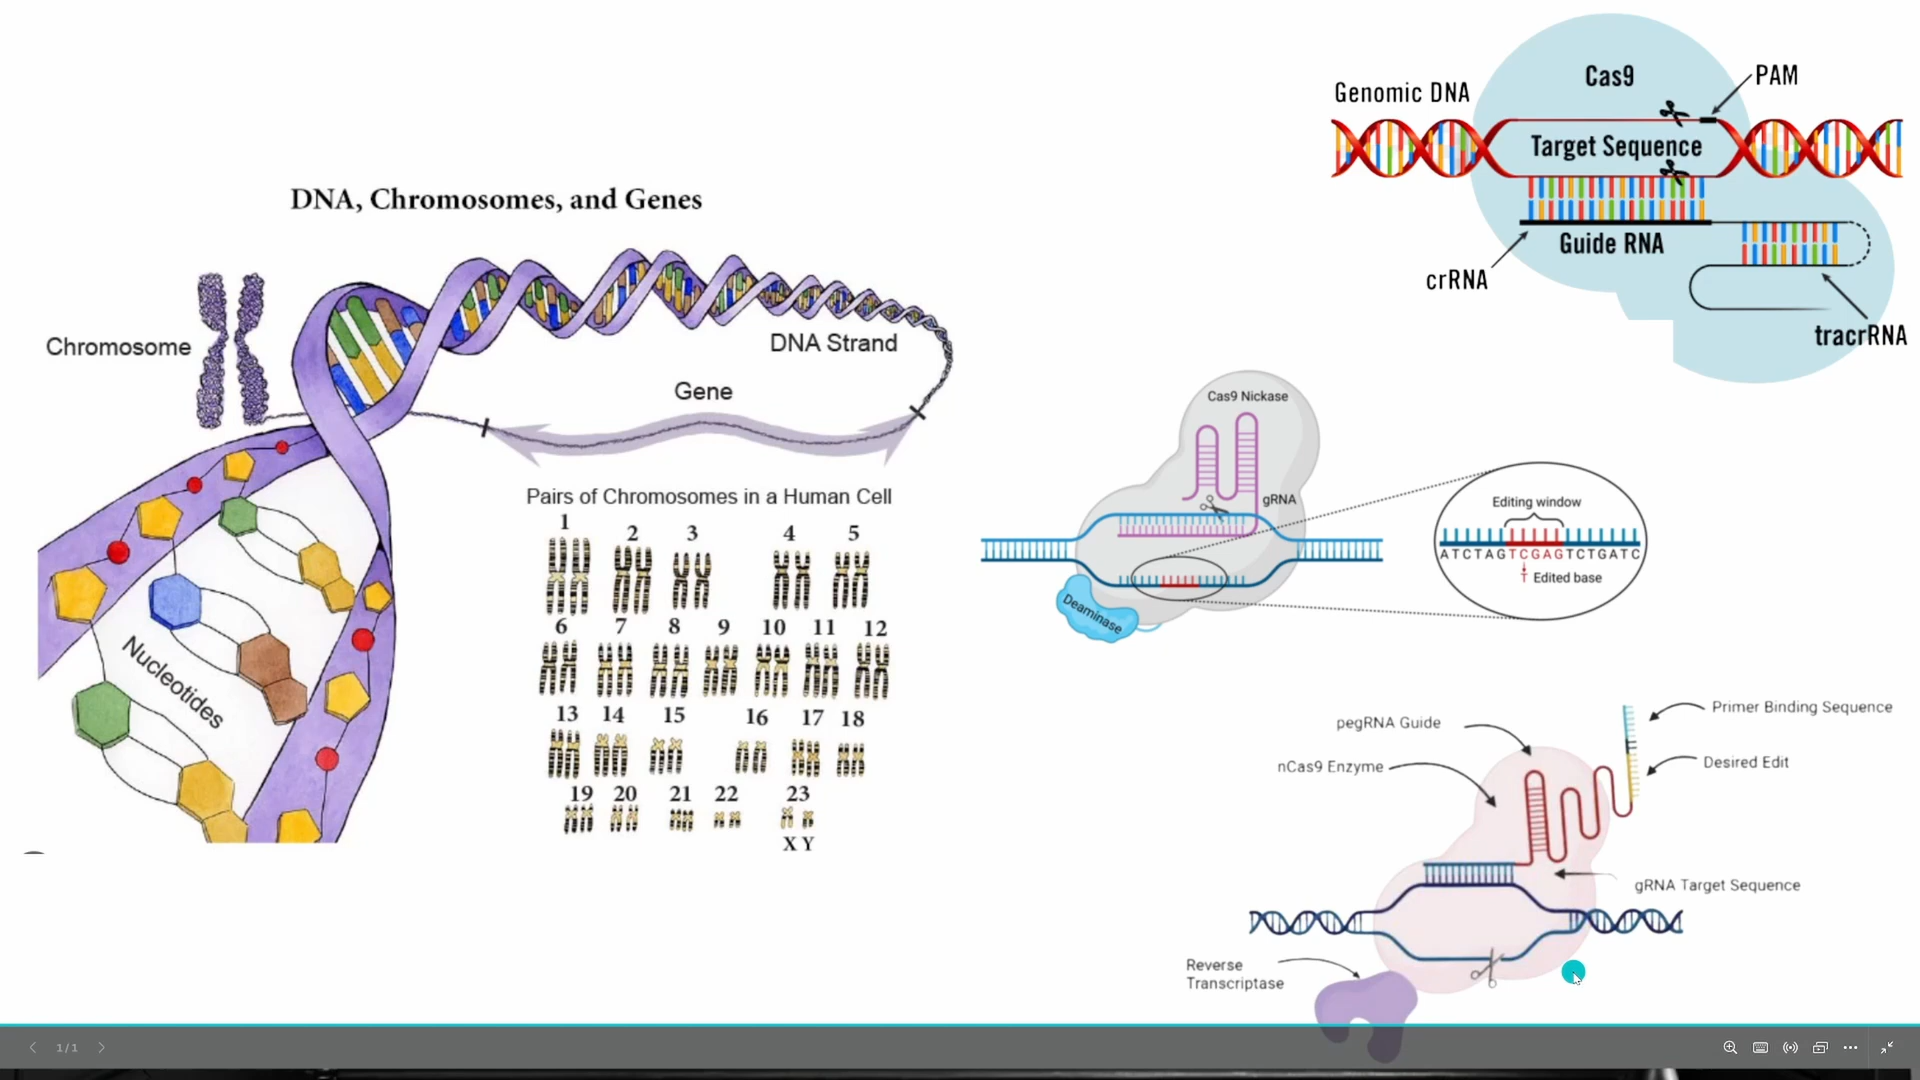 DNA, Chromosomes, and Genes
Chromosome
DNA Strand
Gene
Nucleotides
Pairs of Chromosomes in a Human Cell
1 2 3 4 5
6 7 8 9 10 11 12
13 14 15 16 17 18
19 20 21 22 23
X Y
Genomic DNA
Cas9
PAM
Target Sequence
Guide RNA
crRNA
tracrRNA
Cas9 Nickase
gRNA
Deaminase
Editing window
ATCTAGTCGAGTCTGATC
T Edited base
pegRNA Guide
nCas9 Enzyme
Primer Binding Sequence
Desired Edit
gRNA Target Sequence
Reverse
Transcriptase
1/1